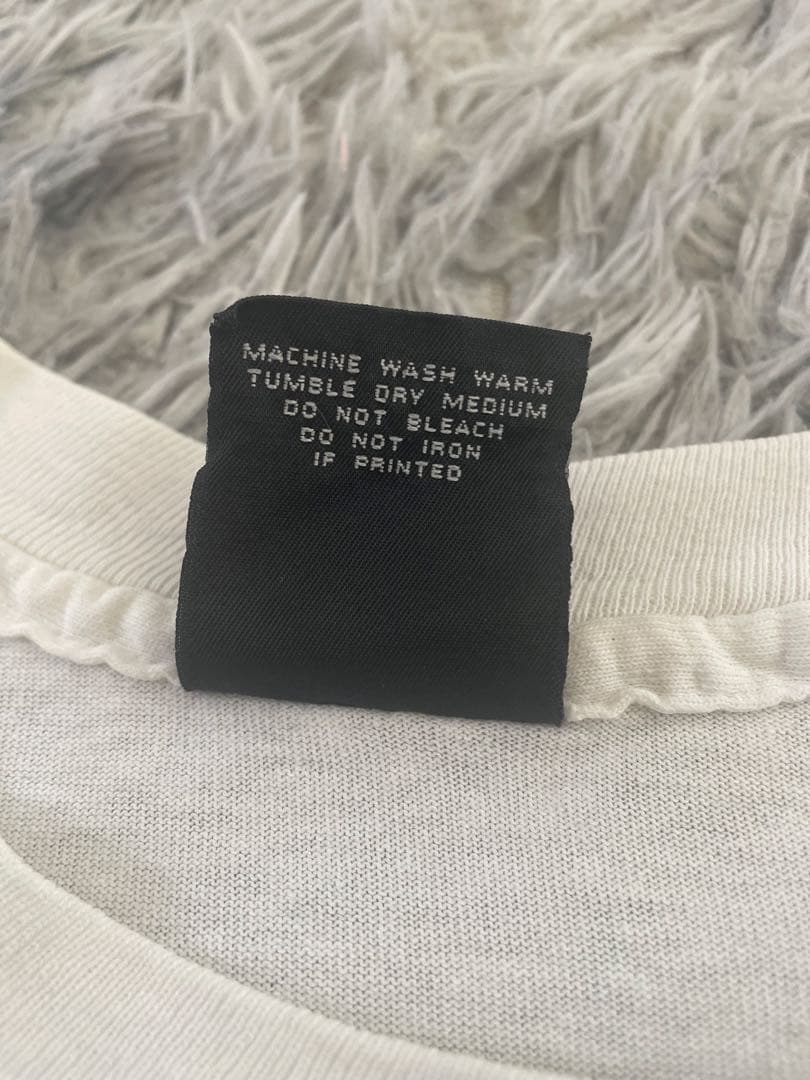 MACHINE WASH WARM
TUMBLE DRY MEDIUM
DO NOT BLEACH
DO NOT IRON
IF PRINTED